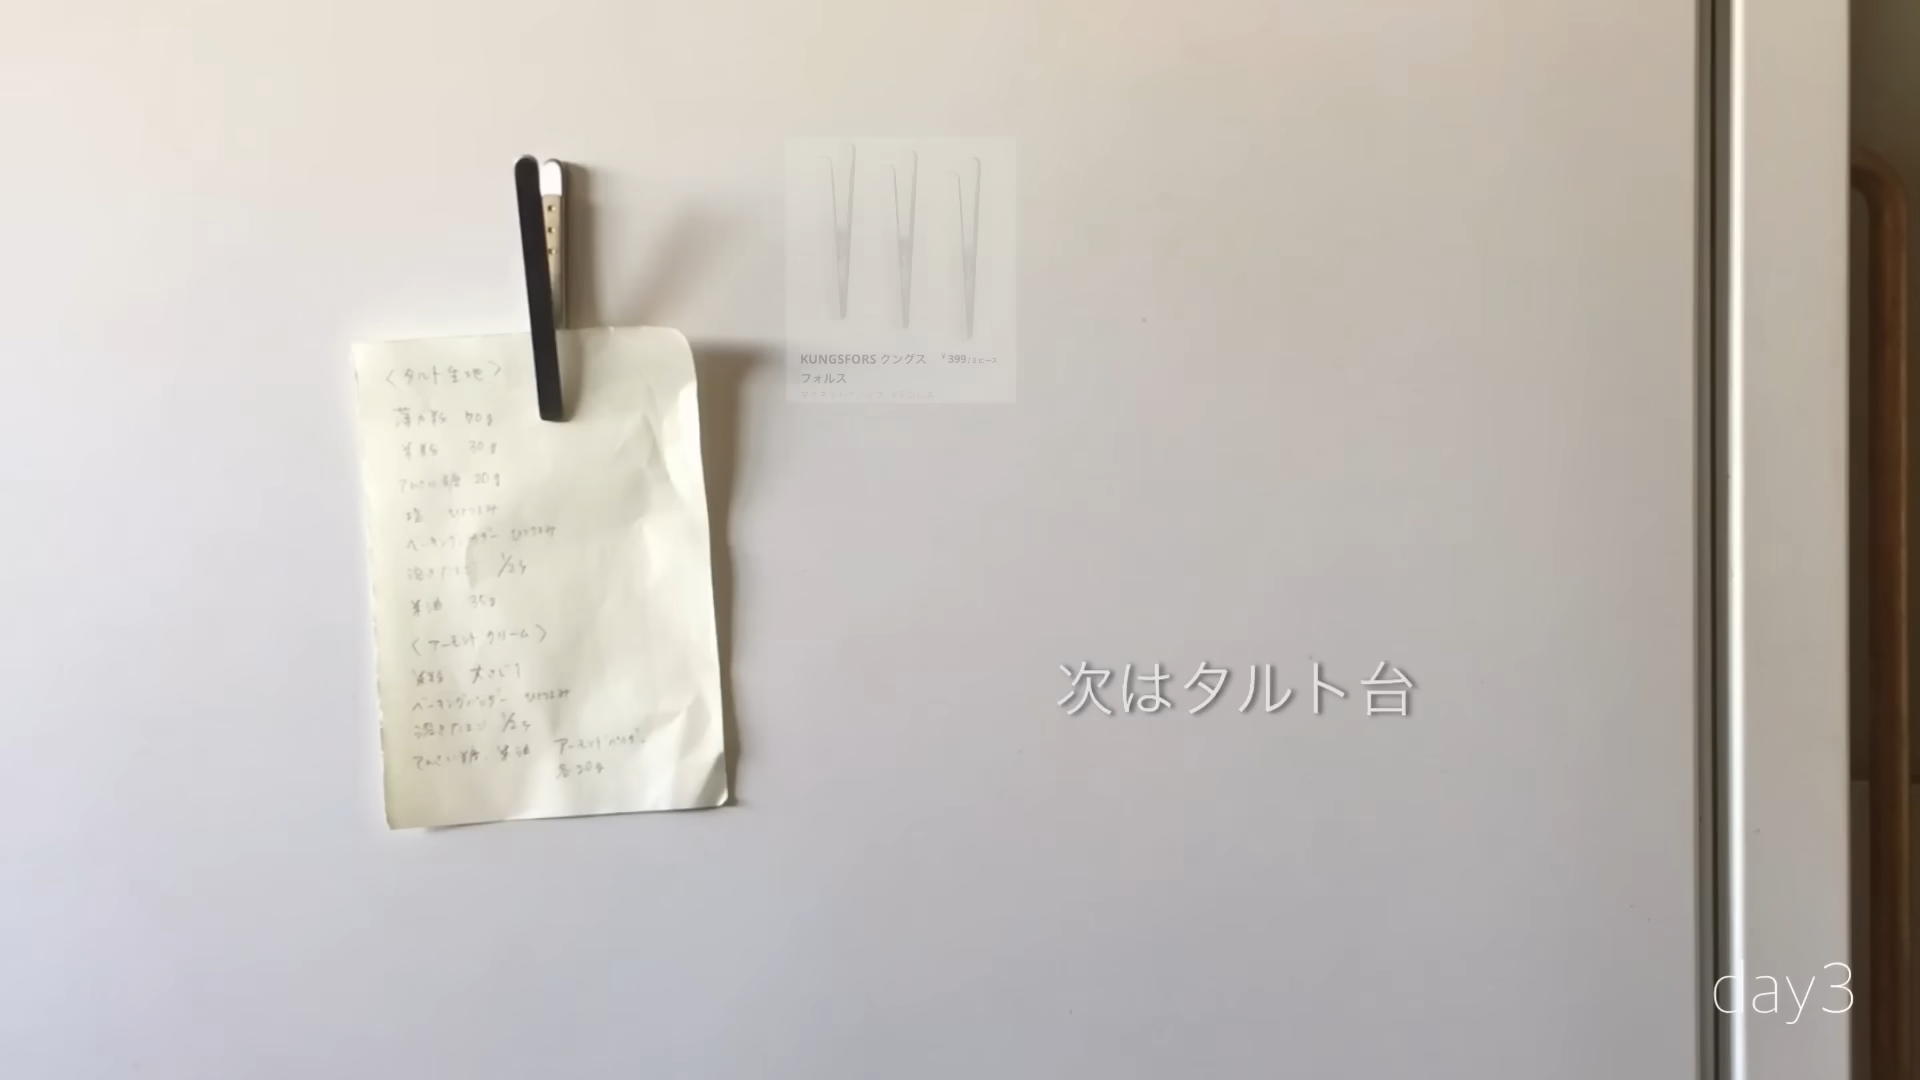 〈タルト生地〉
薄力粉 70g
米粉 30g
てんさい糖 20g
塩 ひとつまみ
ベーキングパウダー ひとつまみ
溶きたまご 1/2ケ
米油 35g
〈アーモンドクリーム〉
大さじ1
ベーキングパウダー ひとつまみ
溶きたまご 1/2ケ
てんさい糖、米油 アーモンドパウダー
各30g
KUNGSFORS クングス ¥399/3ピース
フォルス
次はタルト台
day3